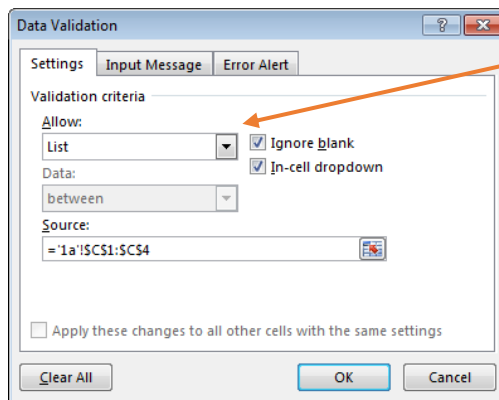 Data Validation
Settings Input Message Error Alert
Validation criteria
Allow:
List
Ignore blank
In-cell dropdown
Data:
between
Source:
='1a'!$C$1:$C$4
Apply these changes to all other cells with the same settings
Clear All OK Cancel